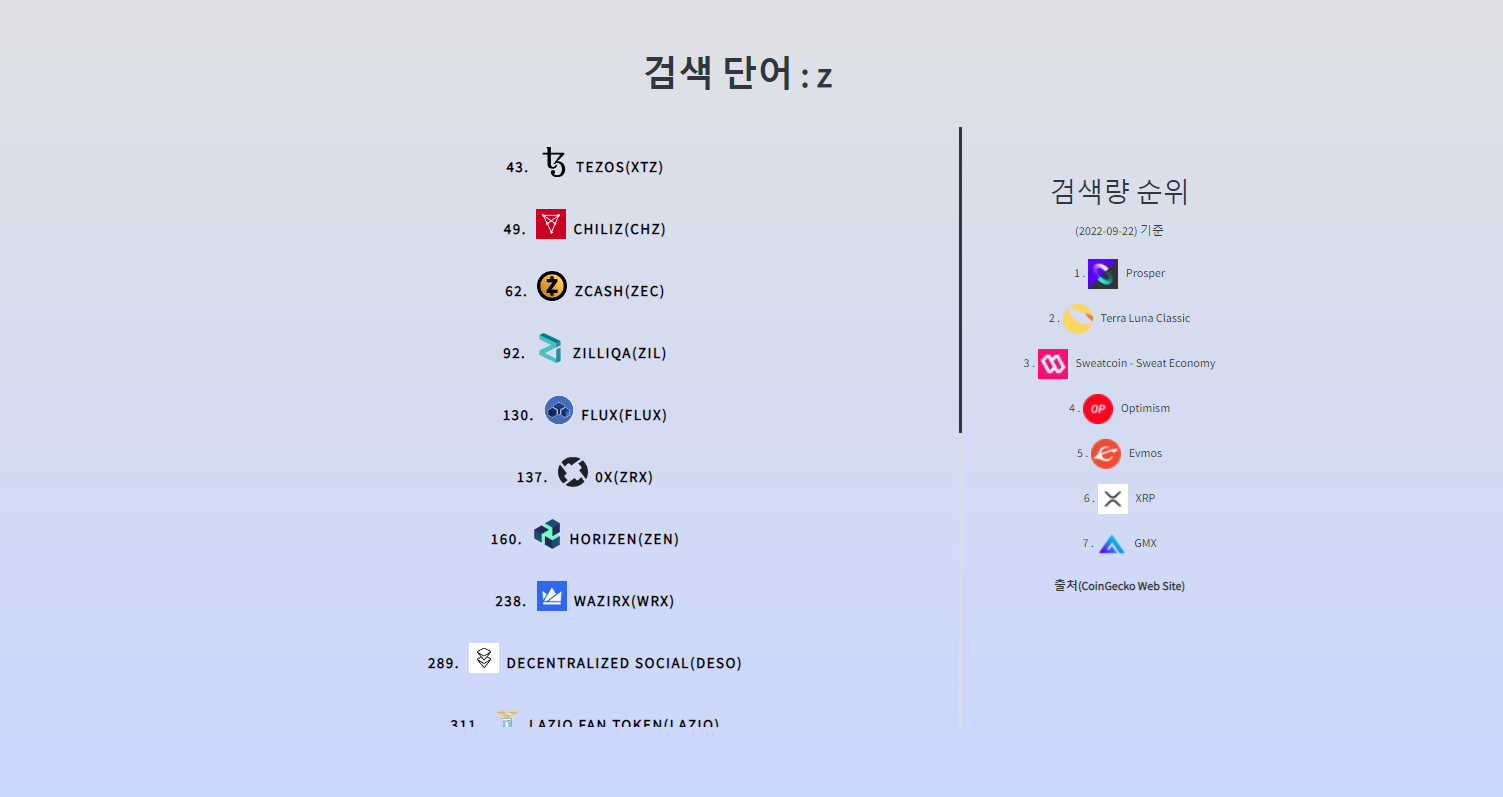 검색 단어 : z
43. TEZOS(XTZ)
49. CHILIZ(CHZ)
62. ZCASH(ZEC)
92. ZILLIQA(ZIL)
130. FLUX(FLUX)
137. 0X(ZRX)
160. HORIZEN(ZEN)
238. WAZIRX(WRX)
289. DECENTRALIZED SOCIAL(DESO)
311. LAZIO FAN TOKEN(LAZIO)
검색량 순위
(2022-09-22) 기준
1 . Prosper
2 . Terra Luna Classic
3 . Sweatcoin - Sweat Economy
4 . OP Optimism
5 . Evmos
6 . XRP
7 . GMX
출처(CoinGecko Web Site)